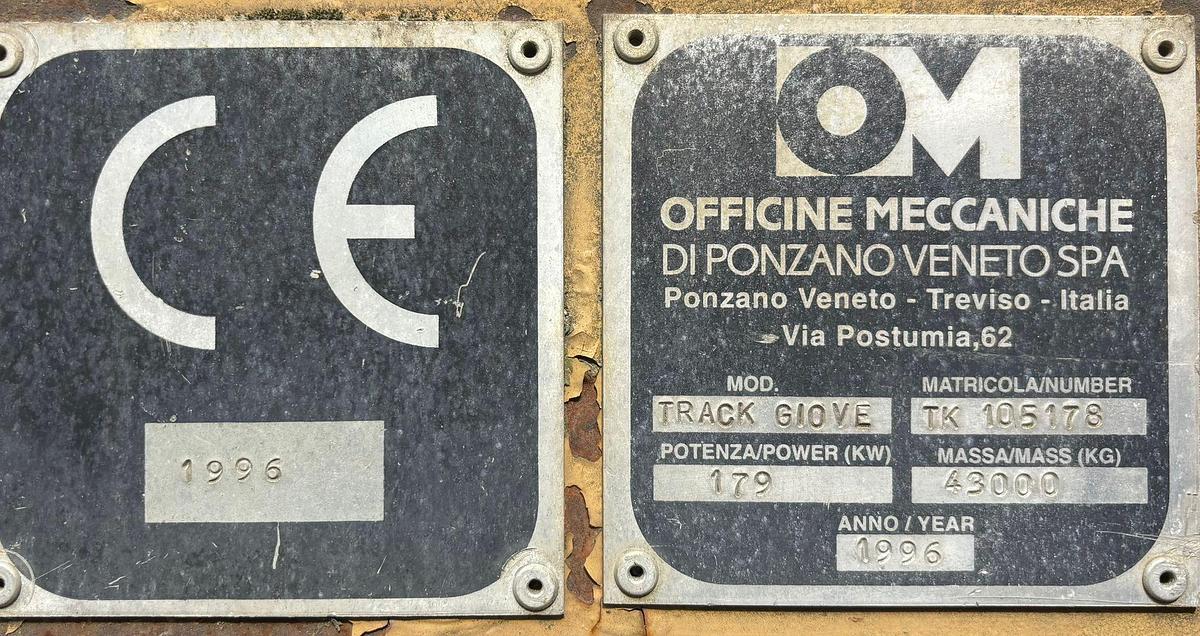 CE
1996
OM
OFFICINE MECCANICHE
DI PONZANO VENETO SPA
Ponzano Veneto - Treviso - Italia
Via Postumia,62
MOD.
TRACK GIOVE
MATRICOLA/NUMBER
TK 105178
POTENZA/POWER (KW)
179
MASSA/MASS (KG)
43000
ANNO / YEAR
1996